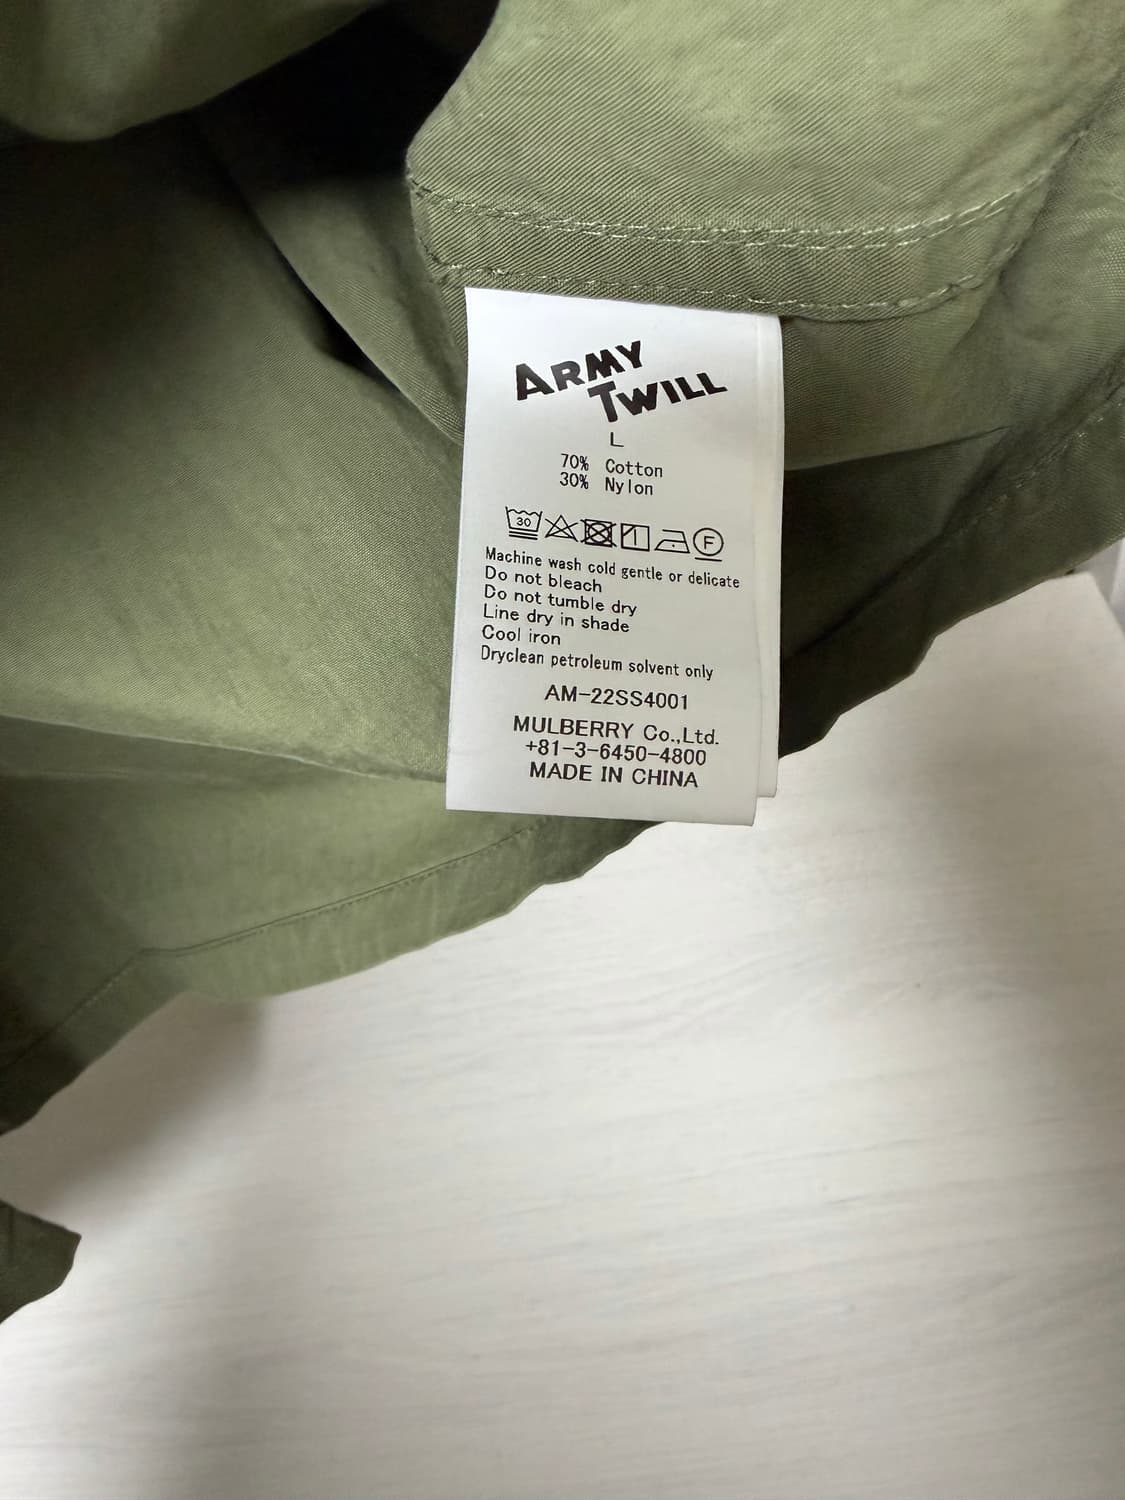 ARMY
TWILL
L
70% Cotton
30% Nylon
30 F
Machine wash cold gentle or delicate
Do not bleach
Do not tumble dry
Line dry in shade
Cool iron
Dryclean petroleum solvent only
AM-22SS4001
MULBERRY Co.,Ltd.
+81-3-6450-4800
MADE IN CHINA